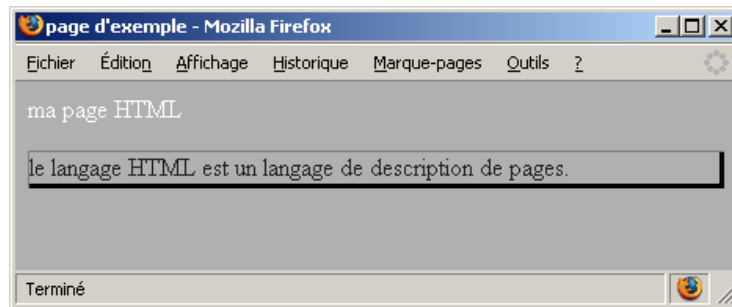 page d'exemple - Mozilla Firefox
Fichier Édition Affichage Historique Marque-pages Outils ?
ma page HTML
le langage HTML est un langage de description de pages.
Terminé